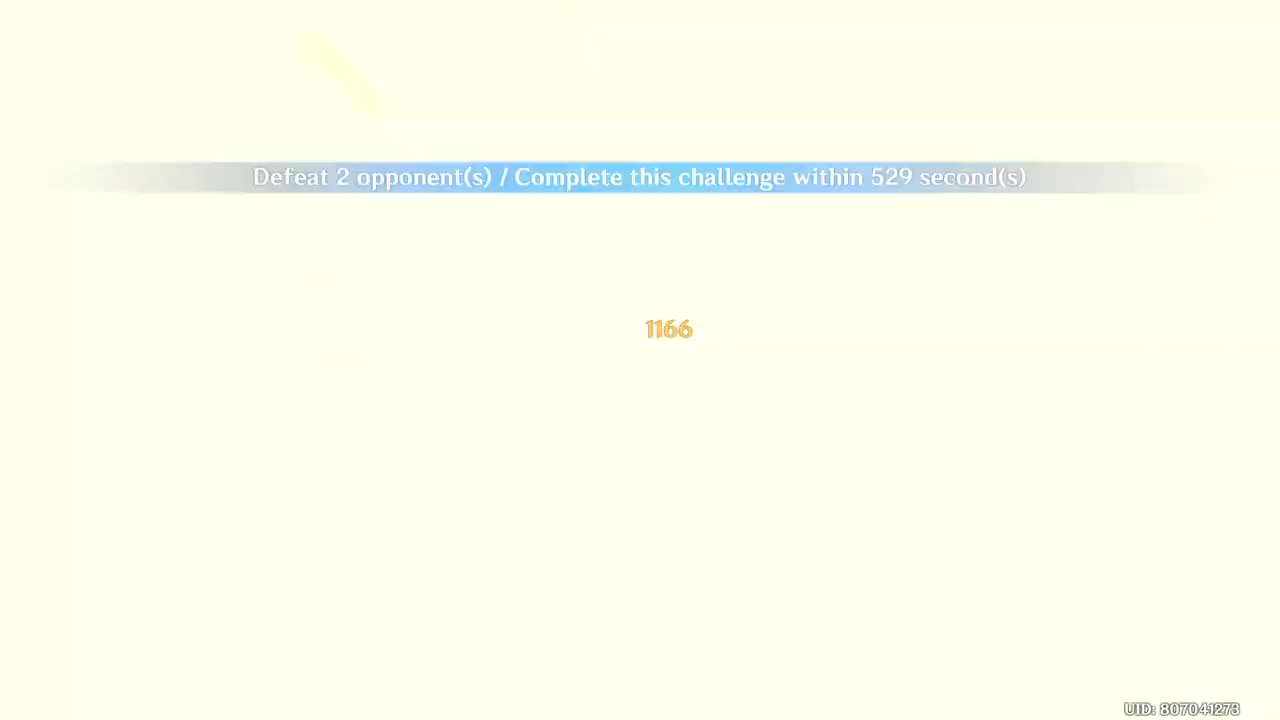 Defeat 2 opponent(s) / Complete this challenge within 529 second(s)
1166
UID: 807041273